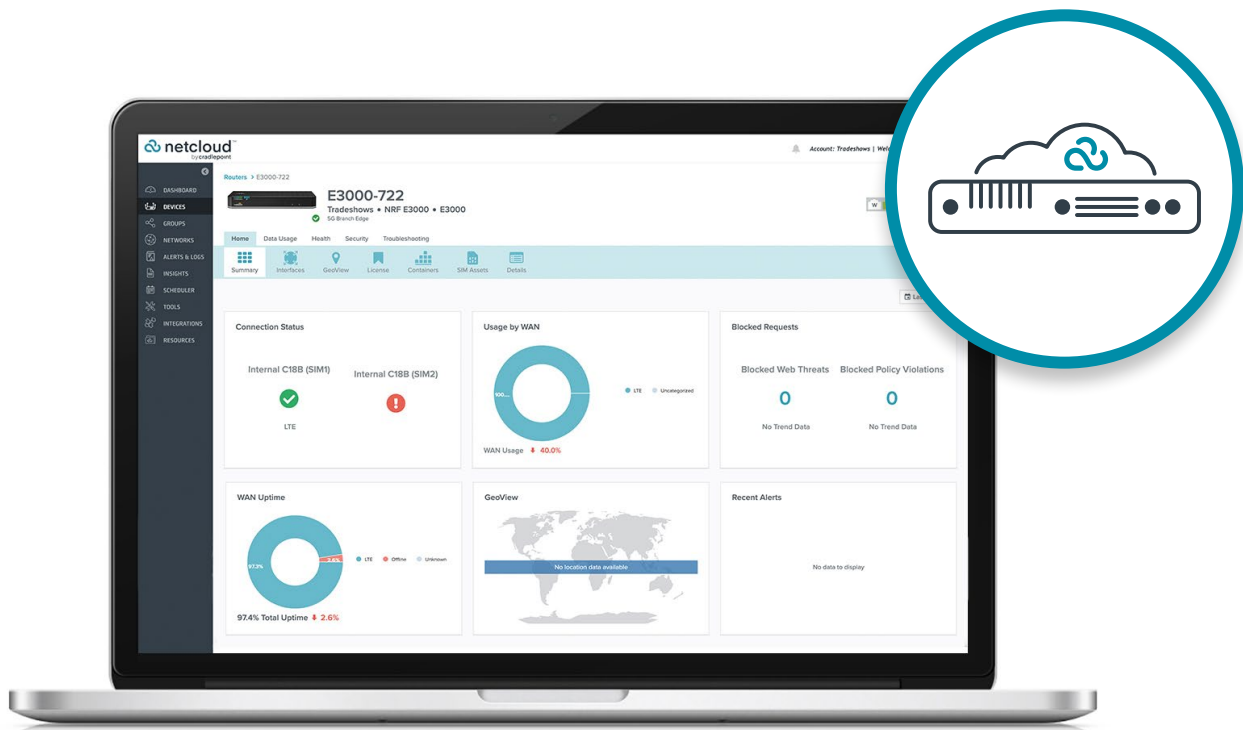 netcloud™
by cradlepoint
Account: Tradeshows |
DASHBOARD
DEVICES
GROUPS
NETWORKS
ALERTS & LOGS
INSIGHTS
SCHEDULER
TOOLS
INTEGRATIONS
RESOURCES
Routers > E3000-722
E3000-722
Tradeshows • NRF E3000 • E3000
5G Branch Edge
W
Home Data Usage Health Security Troubleshooting
Summary Interfaces GeoView License Containers SIM Assets Details
Connection Status
Internal C18B (SIM1)
LTE
Internal C18B (SIM2)
Usage by WAN
100....
LTE Uncategorized
WAN Usage 40.0%
Blocked Requests
Blocked Web Threats
0
No Trend Data
Blocked Policy Violations
0
No Trend Data
WAN Uptime
97.3%
2.6%
LTE Offline Unknown
97.4% Total Uptime 2.6%
GeoView
No location data available
Recent Alerts
No data to display